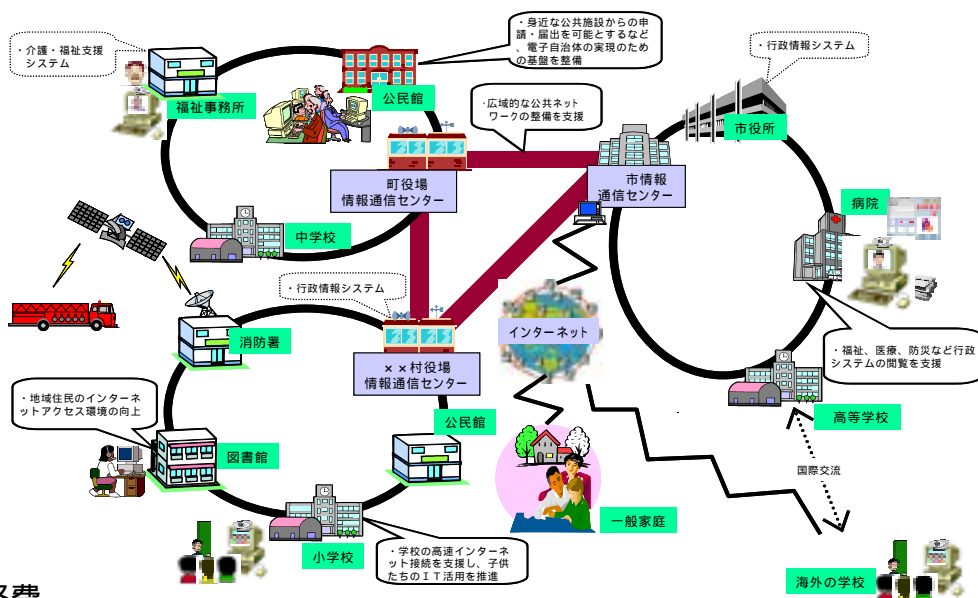 ・介護・福祉支援
システム
福祉事務所
公民館
・身近な公共施設からの申
請・届出を可能とするなど
、電子自治体の実現のため
の基盤を整備
・広域的な公共ネット
ワークの整備を支援
・行政情報システム
市役所
町役場
情報通信センター
市情報
通信センター
中学校
病院
・行政情報システム
消防署
インターネット
××村役場
情報通信センター
・福祉、医療、防災など行政
システムの閲覧を支援
・地域住民のインターネ
ットアクセス環境の向上
公民館
高等学校
図書館
国際交流
一般家庭
小学校
・学校の高速インターネ
ット接続を支援し、子供
たちのIT活用を推進
海外の学校